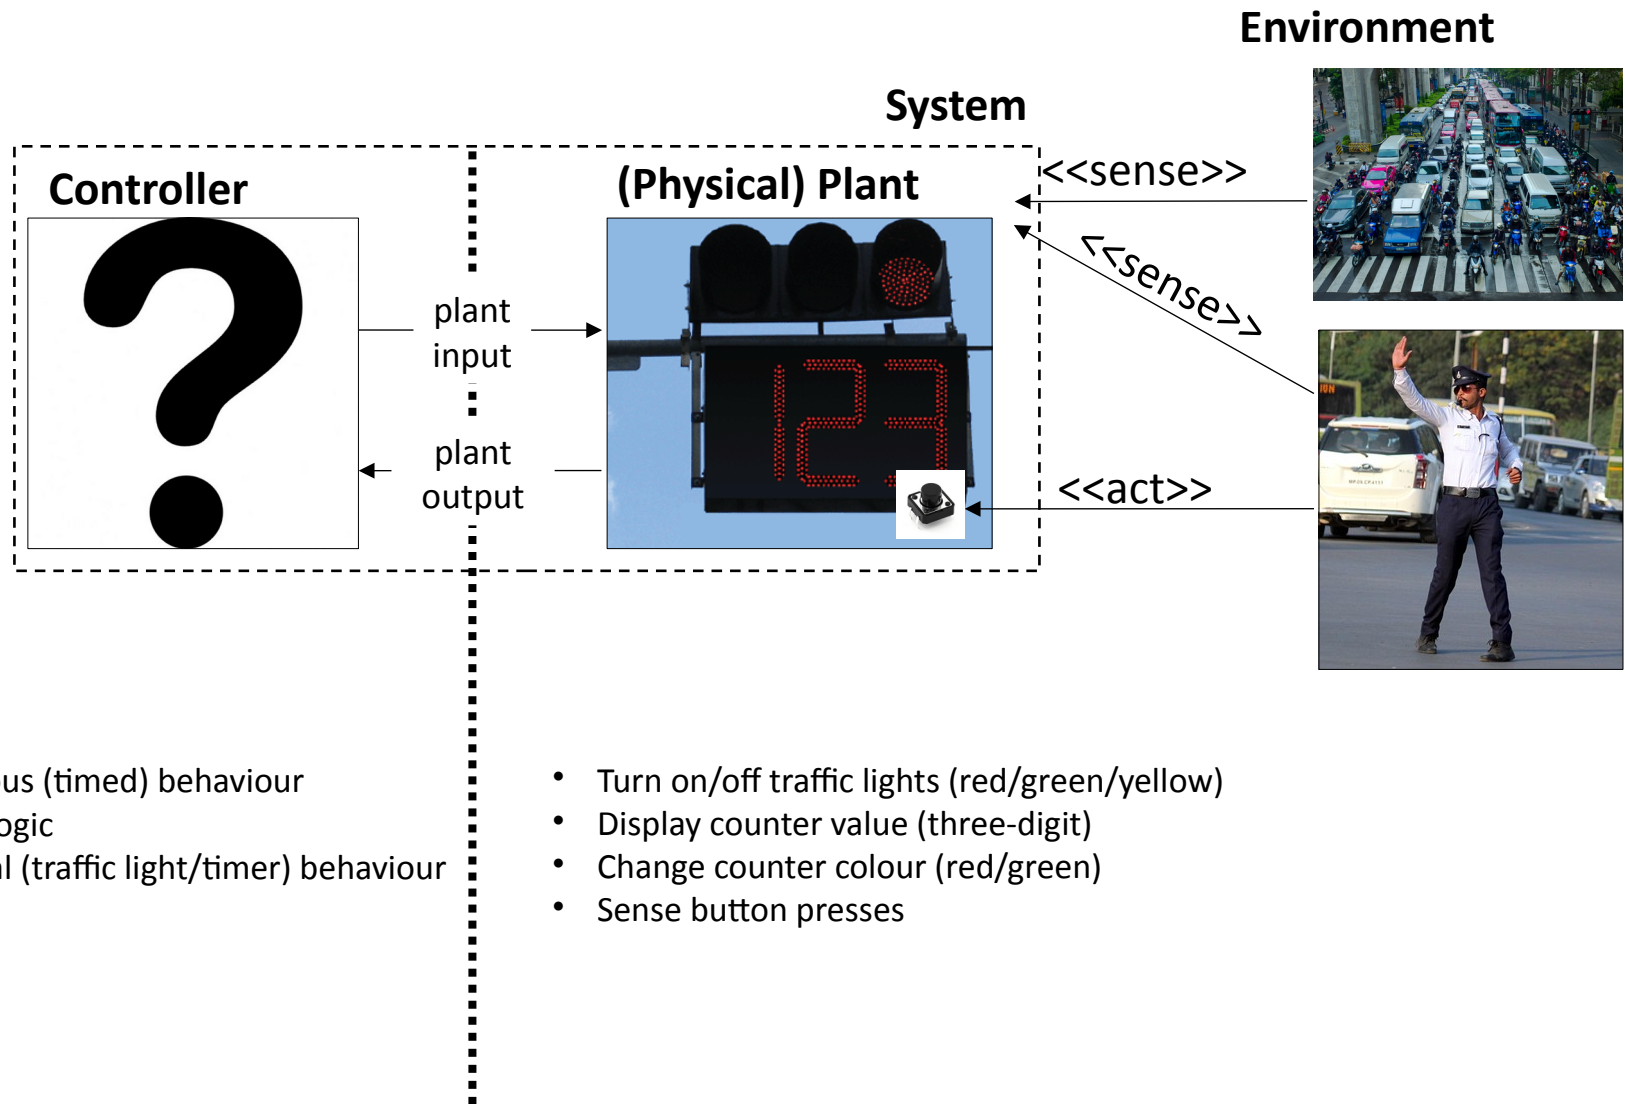 Environment
System
Controller
(Physical) Plant
<<sense>>
<<sense>>
plant
input
123
plant
output
<<act>>
us (timed) behaviour
ogic
l (traffic light/timer) behaviour
• Turn on/off traffic lights (red/green/yellow)
• Display counter value (three-digit)
• Change counter colour (red/green)
• Sense button presses